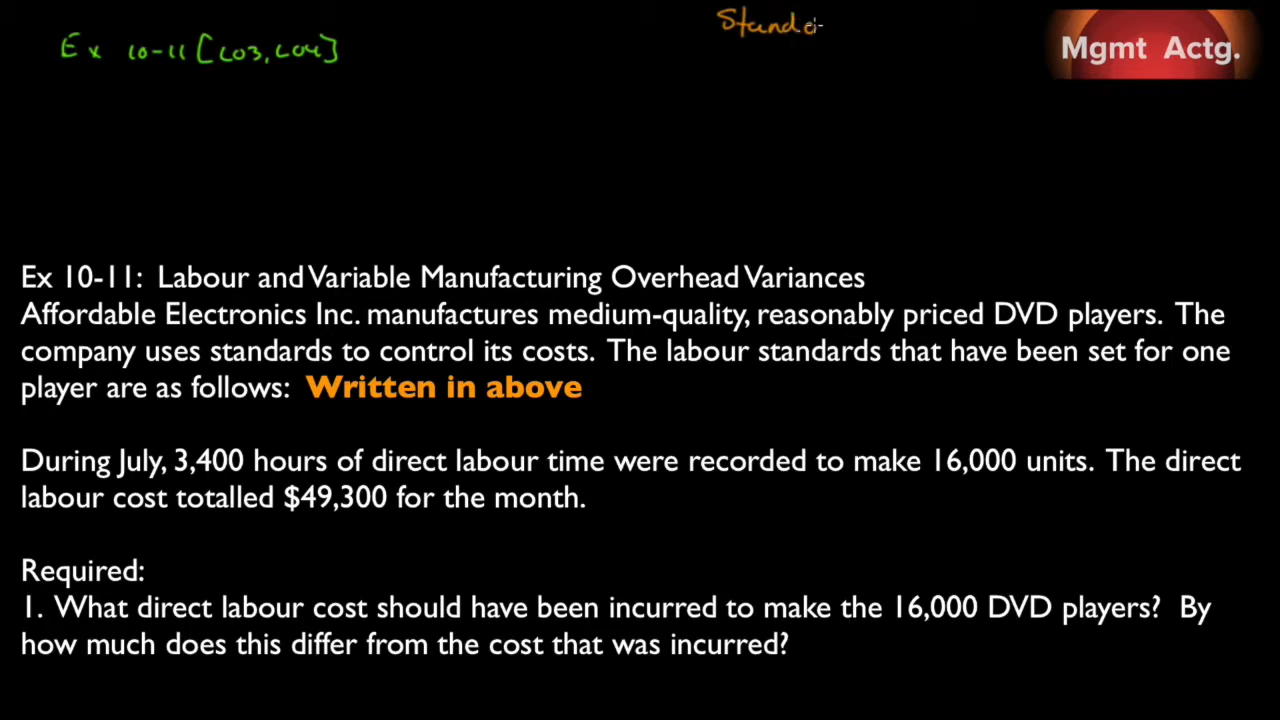 Standa
Mgmt Actg.
Ex 10-11 [LO3, LO4]
Ex 10-11: Labour and Variable Manufacturing Overhead Variances
Affordable Electronics Inc. manufactures medium-quality, reasonably priced DVD players. The
company uses standards to control its costs. The labour standards that have been set for one
player are as follows: Written in above
During July, 3,400 hours of direct labour time were recorded to make 16,000 units. The direct
labour cost totalled $49,300 for the month.
Required:
1. What direct labour cost should have been incurred to make the 16,000 DVD players? By
how much does this differ from the cost that was incurred?